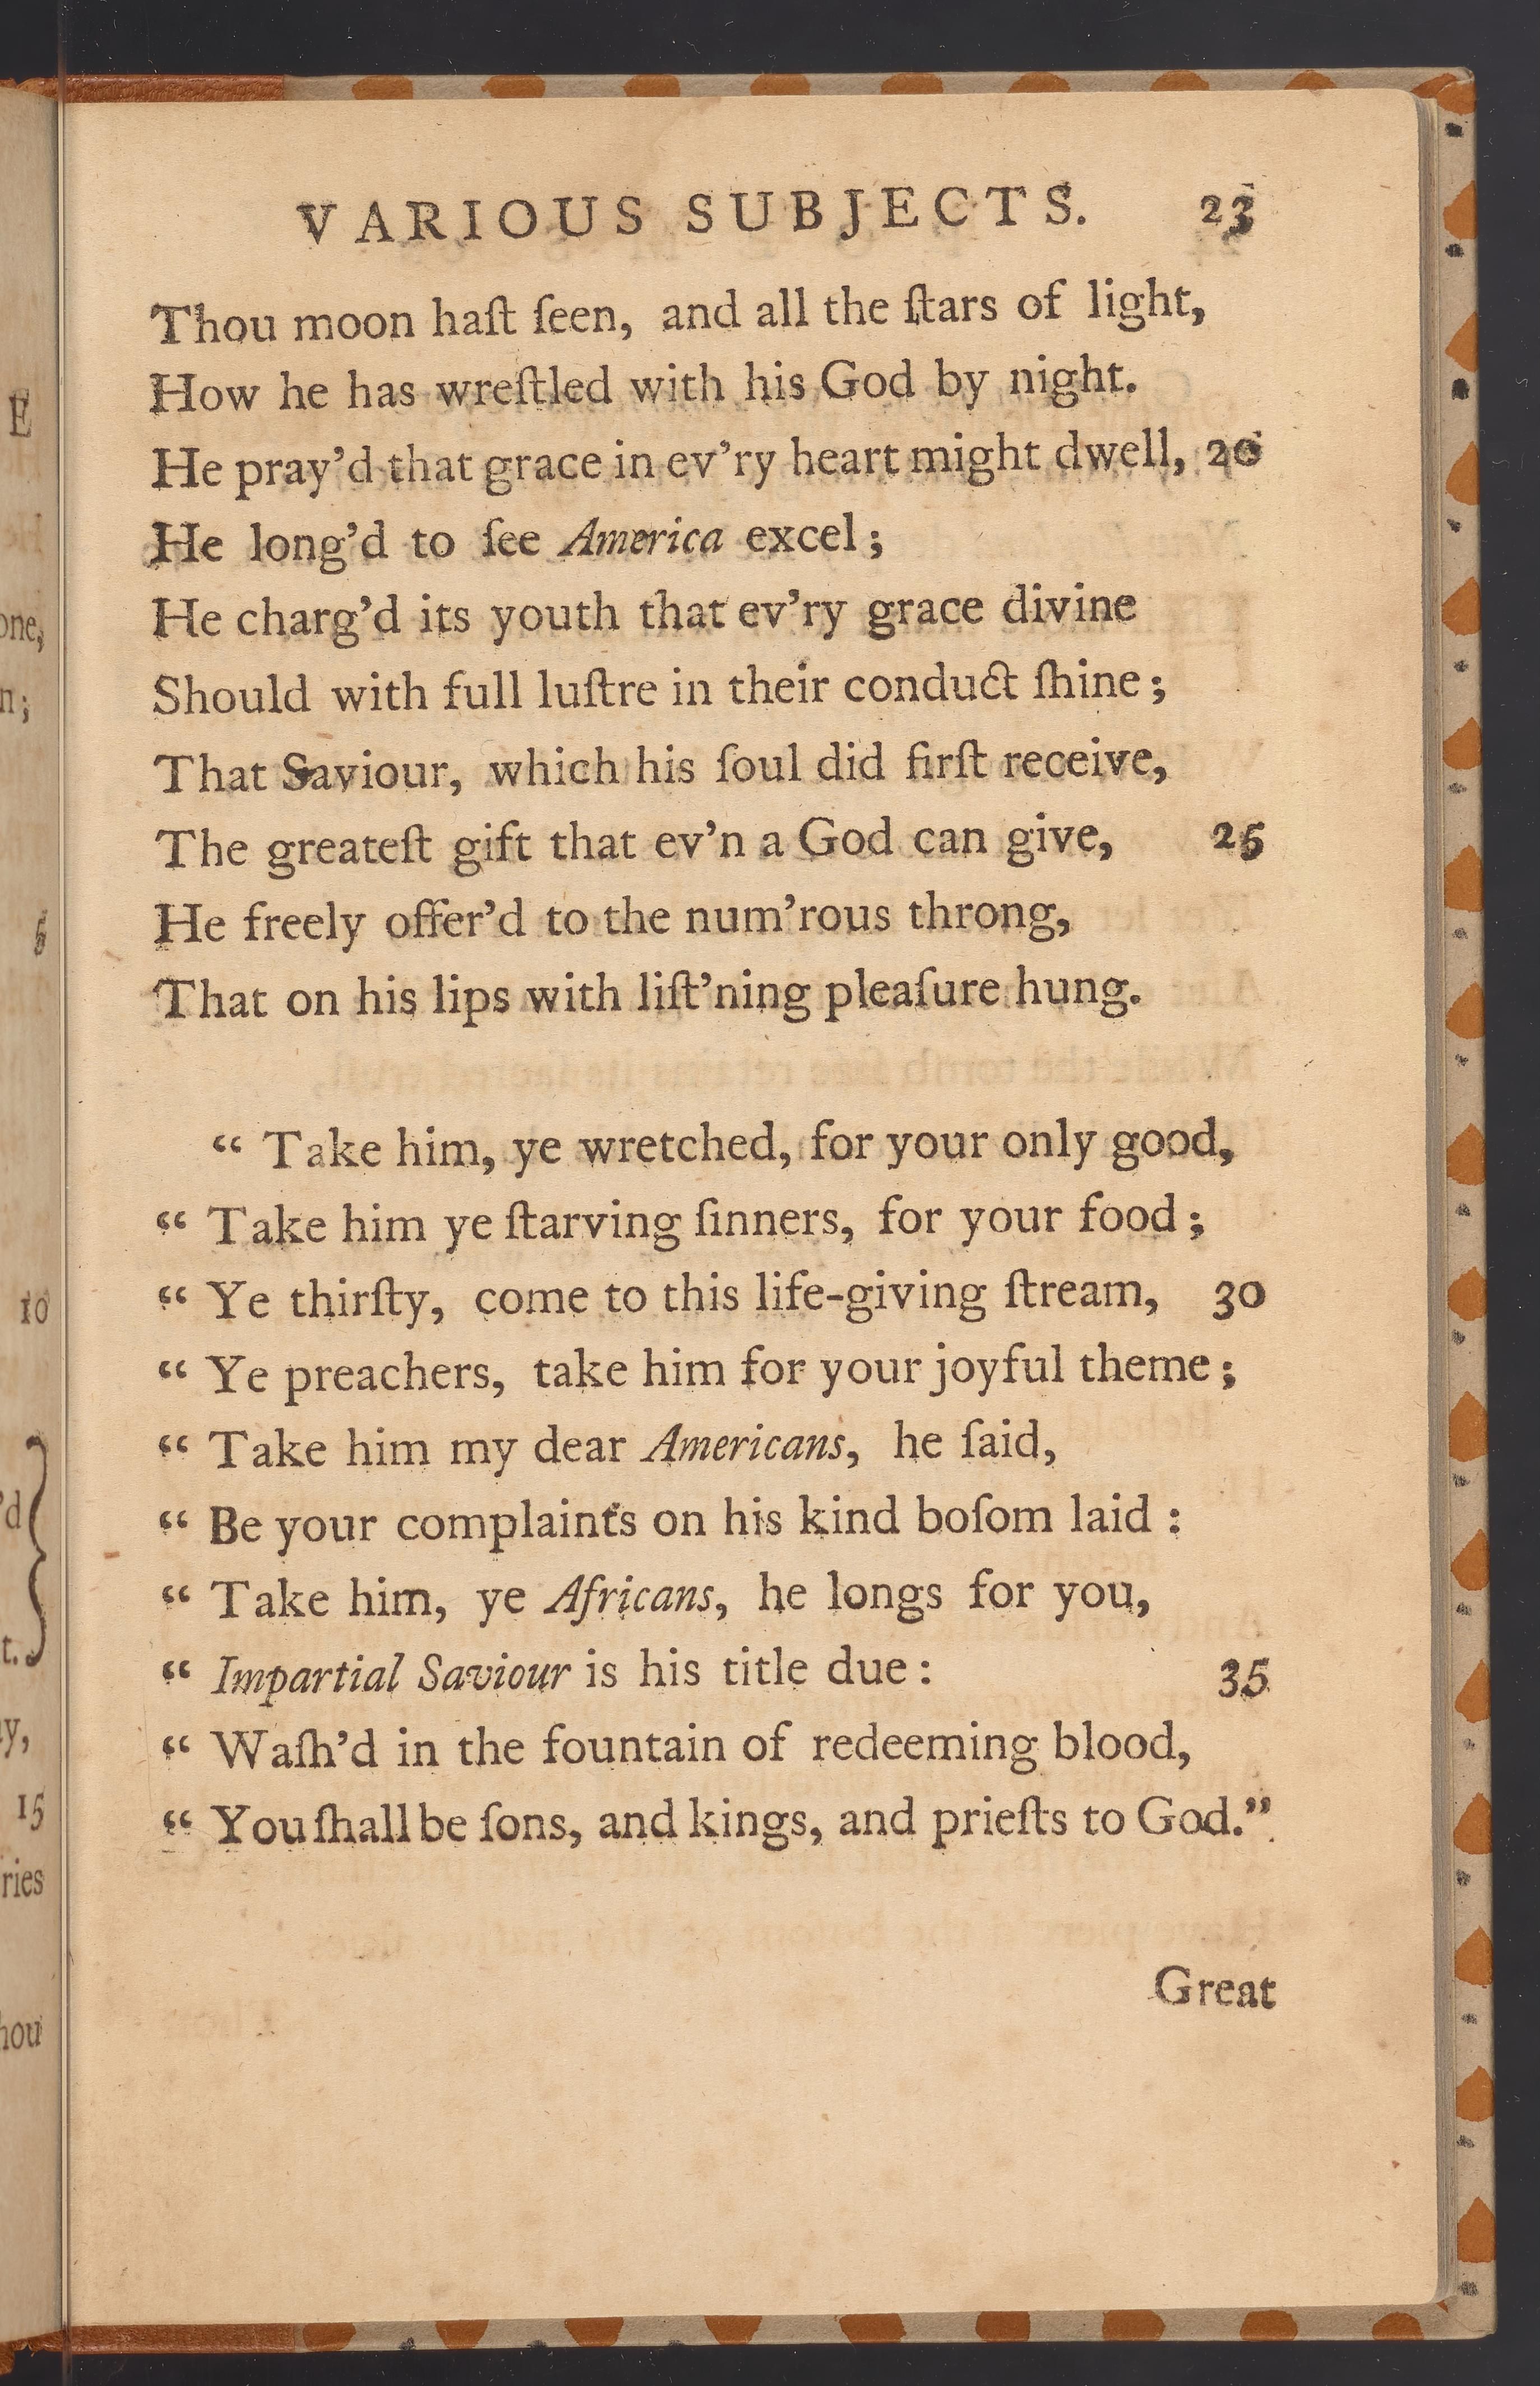 VARIOUS SUBJECTS. 23
Thou moon haſt ſeen, and all the ſtars of light,
How he has wreſtled with his God by night.
He pray’d that grace in ev’ry heart might dwell, 20
He long’d to ſee America excel;
He charg’d its youth that ev’ry grace divine
Should with full luſtre in their conduct ſhine;
That Saviour, which his ſoul did firſt receive,
The greateſt gift that ev’n a God can give, 25
He freely offer’d to the num’rous throng,
That on his lips with liſt’ning pleaſure hung.
“ Take him, ye wretched, for your only good,
“ Take him ye ſtarving ſinners, for your food;
“ Ye thirſty, come to this life-giving ſtream, 30
“ Ye preachers, take him for your joyful theme;
“ Take him my dear Americans, he ſaid,
“ Be your complaints on his kind boſom laid:
“ Take him, ye Africans, he longs for you,
“ Impartial Saviour is his title due: 35
“ Waſh’d in the fountain of redeeming blood,
“ You ſhall be ſons, and kings, and prieſts to God.”
Great
E
one,
n;
5
10
’d
t.
y,
15
ries
hou